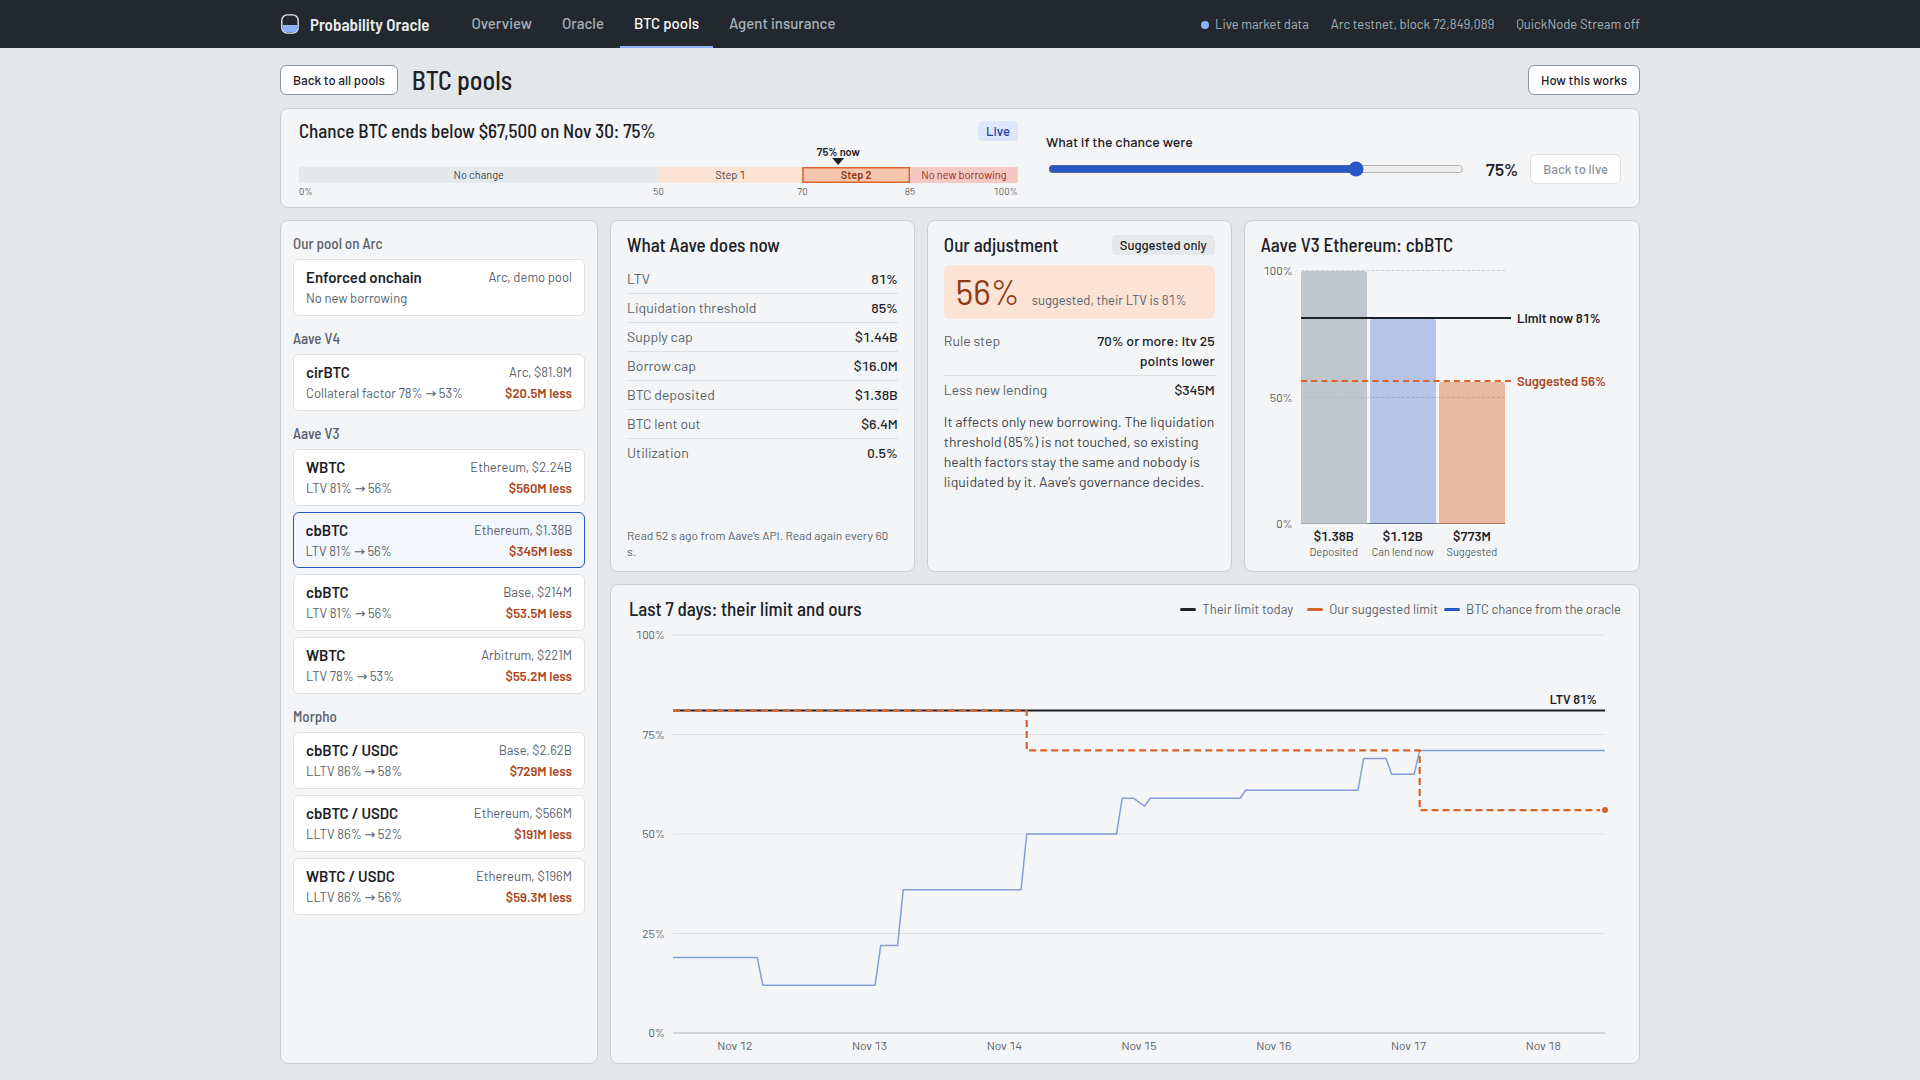 Probability Oracle
Overview
Oracle
BTC pools
Agent insurance
Live market data
Arc testnet, block 72,849,089
QuickNode Stream off
Back to all pools
BTC pools
How this works
Chance BTC ends below $67,500 on Nov 30: 75%
Live
75% now
No change
Step 1
Step 2
No new borrowing
0%
50
70
85
100%
What if the chance were
75%
Back to live
Our pool on Arc
Enforced onchain
Arc, demo pool
No new borrowing
Aave V4
cirBTC
Arc, $81.9M
Collateral factor 78% → 53%
$20.5M less
Aave V3
WBTC
Ethereum, $2.24B
LTV 81% → 56%
$560M less
cbBTC
Ethereum, $1.38B
LTV 81% → 56%
$345M less
cbBTC
Base, $214M
LTV 81% → 56%
$53.5M less
WBTC
Arbitrum, $221M
LTV 78% → 53%
$55.2M less
Morpho
cbBTC / USDC
Base, $2.62B
LLTV 86% → 58%
$729M less
cbBTC / USDC
Ethereum, $566M
LLTV 86% → 52%
$191M less
WBTC / USDC
Ethereum, $196M
LLTV 86% → 56%
$59.3M less
What Aave does now
LTV
81%
Liquidation threshold
85%
Supply cap
$1.44B
Borrow cap
$16.0M
BTC deposited
$1.38B
BTC lent out
$6.4M
Utilization
0.5%
Read 52 s ago from Aave's API. Read again every 60
s.
Our adjustment
Suggested only
56%
suggested, their LTV is 81%
Rule step
70% or more: ltv 25
points lower
Less new lending
$345M
It affects only new borrowing. The liquidation
threshold (85%) is not touched, so existing
health factors stay the same and nobody is
liquidated by it. Aave's governance decides.
Aave V3 Ethereum: cbBTC
100%
Limit now 81%
Suggested 56%
50%
0%
$1.38B
$1.12B
$773M
Deposited
Can lend now
Suggested
Last 7 days: their limit and ours
Their limit today
Our suggested limit
BTC chance from the oracle
100%
LTV 81%
75%
50%
25%
0%
Nov 12
Nov 13
Nov 14
Nov 15
Nov 16
Nov 17
Nov 18